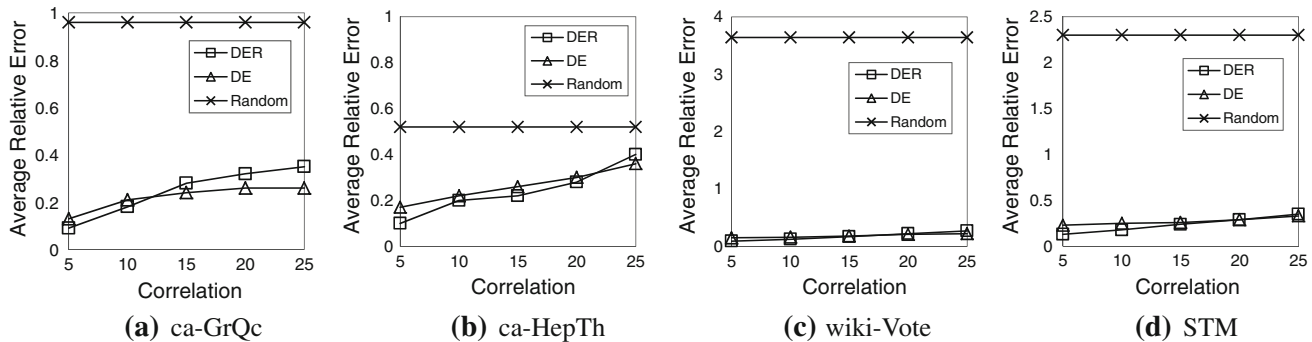 Average Relative Error
1
0.8
0.6
0.4
0.2
0
5 10 15 20 25
Correlation
DER
DE
Random
(a) ca-GrQc
Average Relative Error
1
0.8
0.6
0.4
0.2
0
5 10 15 20 25
Correlation
DER
DE
Random
(b) ca-HepTh
Average Relative Error
4
3
2
1
0
5 10 15 20 25
Correlation
DER
DE
Random
(c) wiki-Vote
Average Relative Error
2.5
2
1.5
1
0.5
0
5 10 15 20 25
Correlation
DER
DE
Random
(d) STM